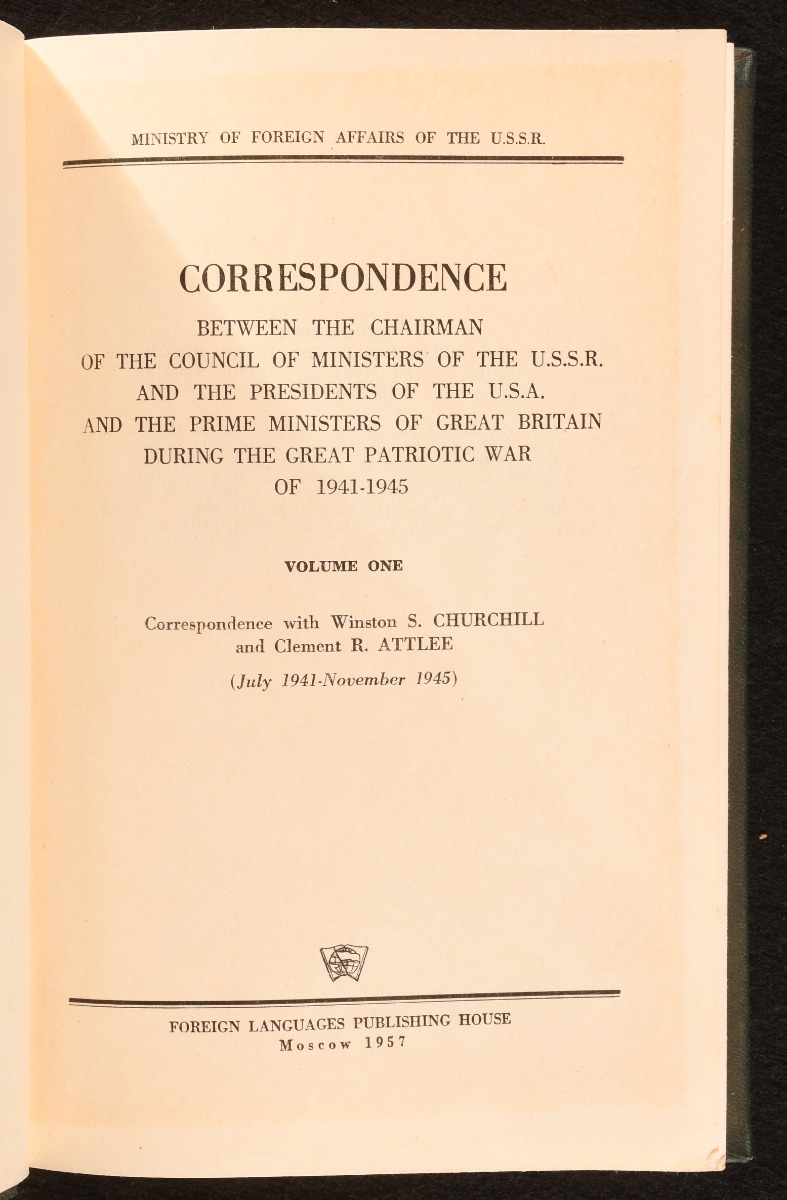 MINISTRY OF FOREIGN AFFAIRS OF THE U.S.S.R.
CORRESPONDENCE
BETWEEN THE CHAIRMAN
OF THE COUNCIL OF MINISTERS OF THE U.S.S.R.
AND THE PRESIDENTS OF THE U.S.A.
AND THE PRIME MINISTERS OF GREAT BRITAIN
DURING THE GREAT PATRIOTIC WAR
OF 1941-1945
VOLUME ONE
Correspondence with Winston S. CHURCHILL
and Clement R. ATTLEE
(July 1941-November 1945)
FOREIGN LANGUAGES PUBLISHING HOUSE
Moscow 1957